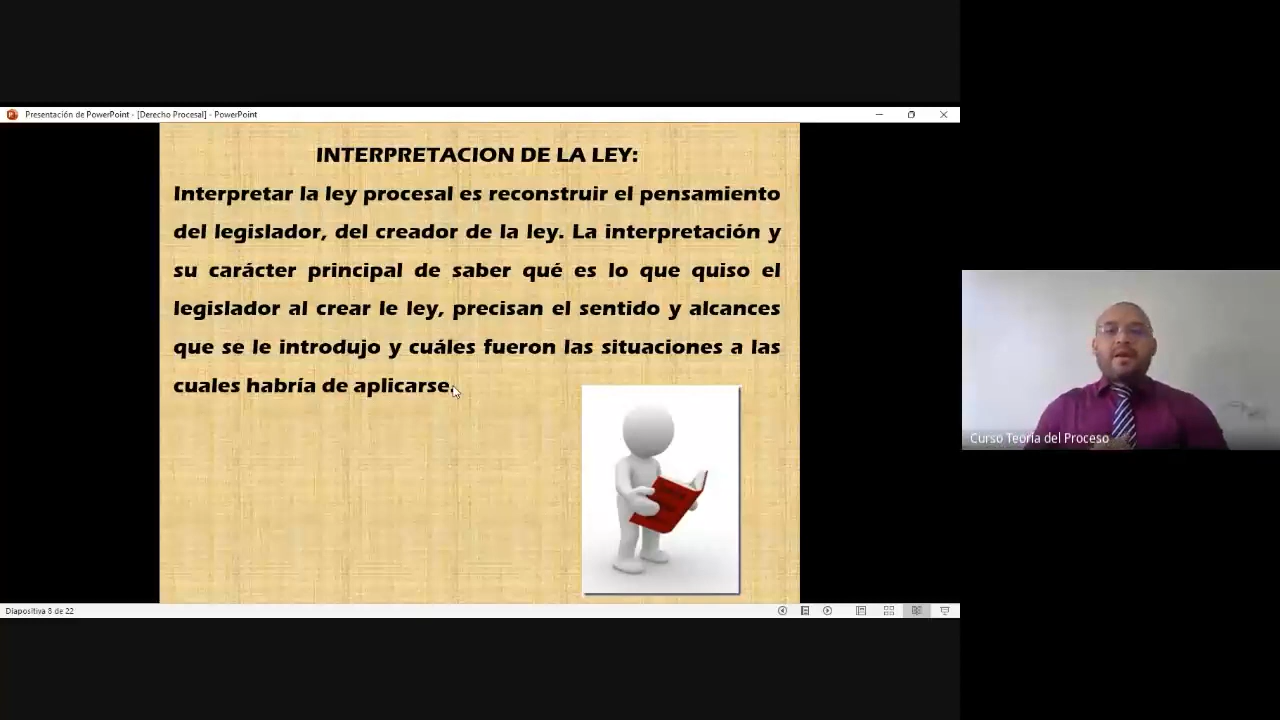 Presentación de PowerPoint - [Derecho Procesal] - PowerPoint
INTERPRETACION DE LA LEY:
Interpretar la ley procesal es reconstruir el pensamiento
del legislador, del creador de la ley. La interpretación y
su carácter principal de saber qué es lo que quiso el
legislador al crear le ley, precisan el sentido y alcances
que se le introdujo y cuáles fueron las situaciones a las
cuales habría de aplicarse.
Curso Teoría del Proceso
Diapositiva 8 de 22